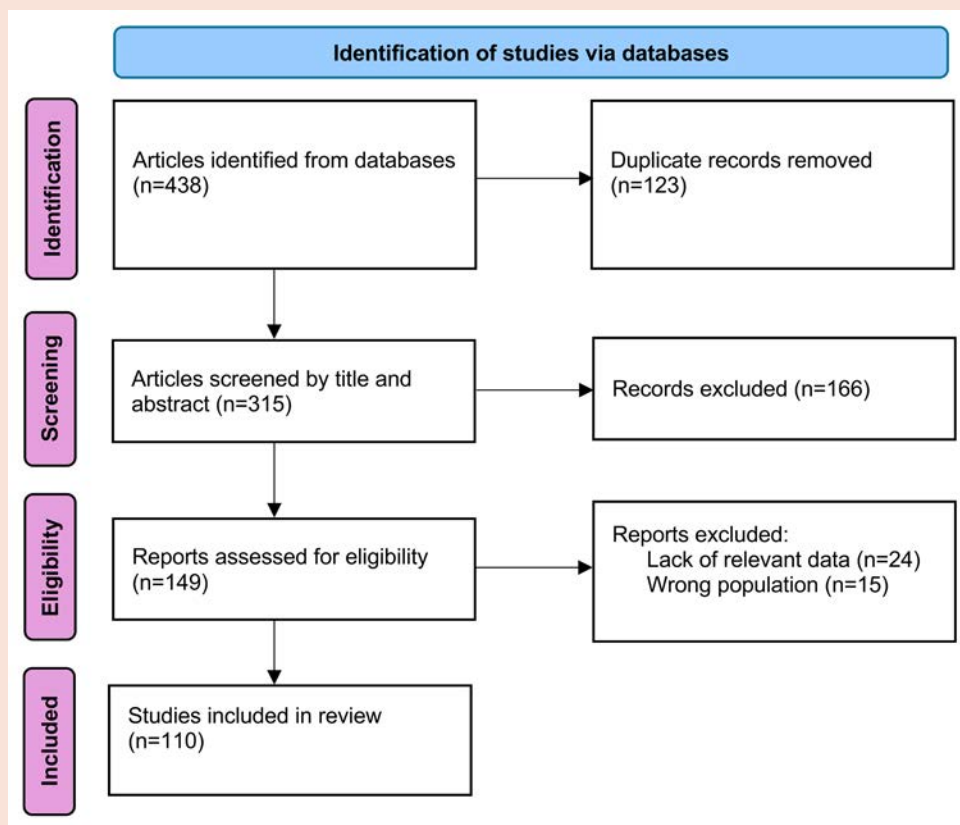 Identification of studies via databases
Identification
Articles identified from databases
(n=438)
Duplicate records removed
(n=123)
Screening
Articles screened by title and
abstract (n=315)
Records excluded (n=166)
Eligibility
Reports assessed for eligibility
(n=149)
Reports excluded:
Lack of relevant data (n=24)
Wrong population (n=15)
Included
Studies included in review
(n=110)